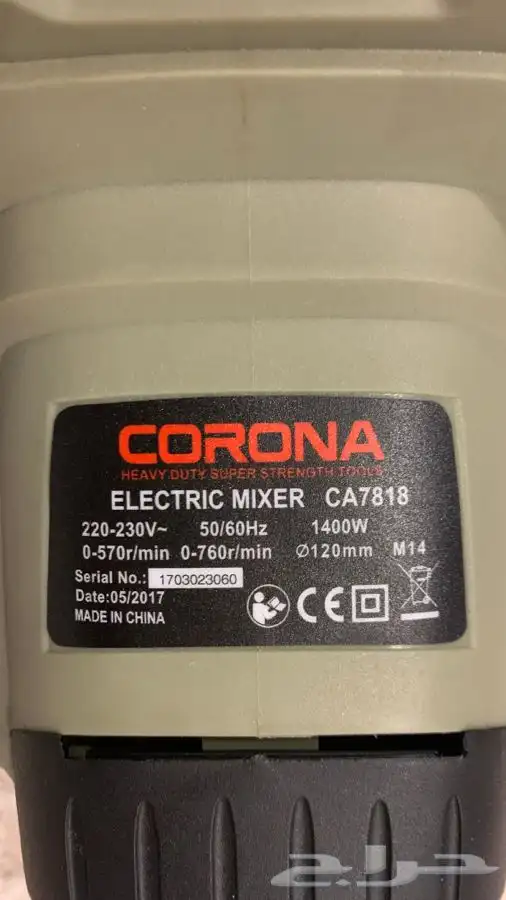 CORONA
HEAVY DUTY SUPER STRENGTH TOOLS
ELECTRIC MIXER CA7818
220-230V~ 50/60Hz 1400W
0-570r/min 0-760r/min Ø120mm M14
Serial No.: 1703023060
Date:05/2017
MADE IN CHINA
CE
حراج